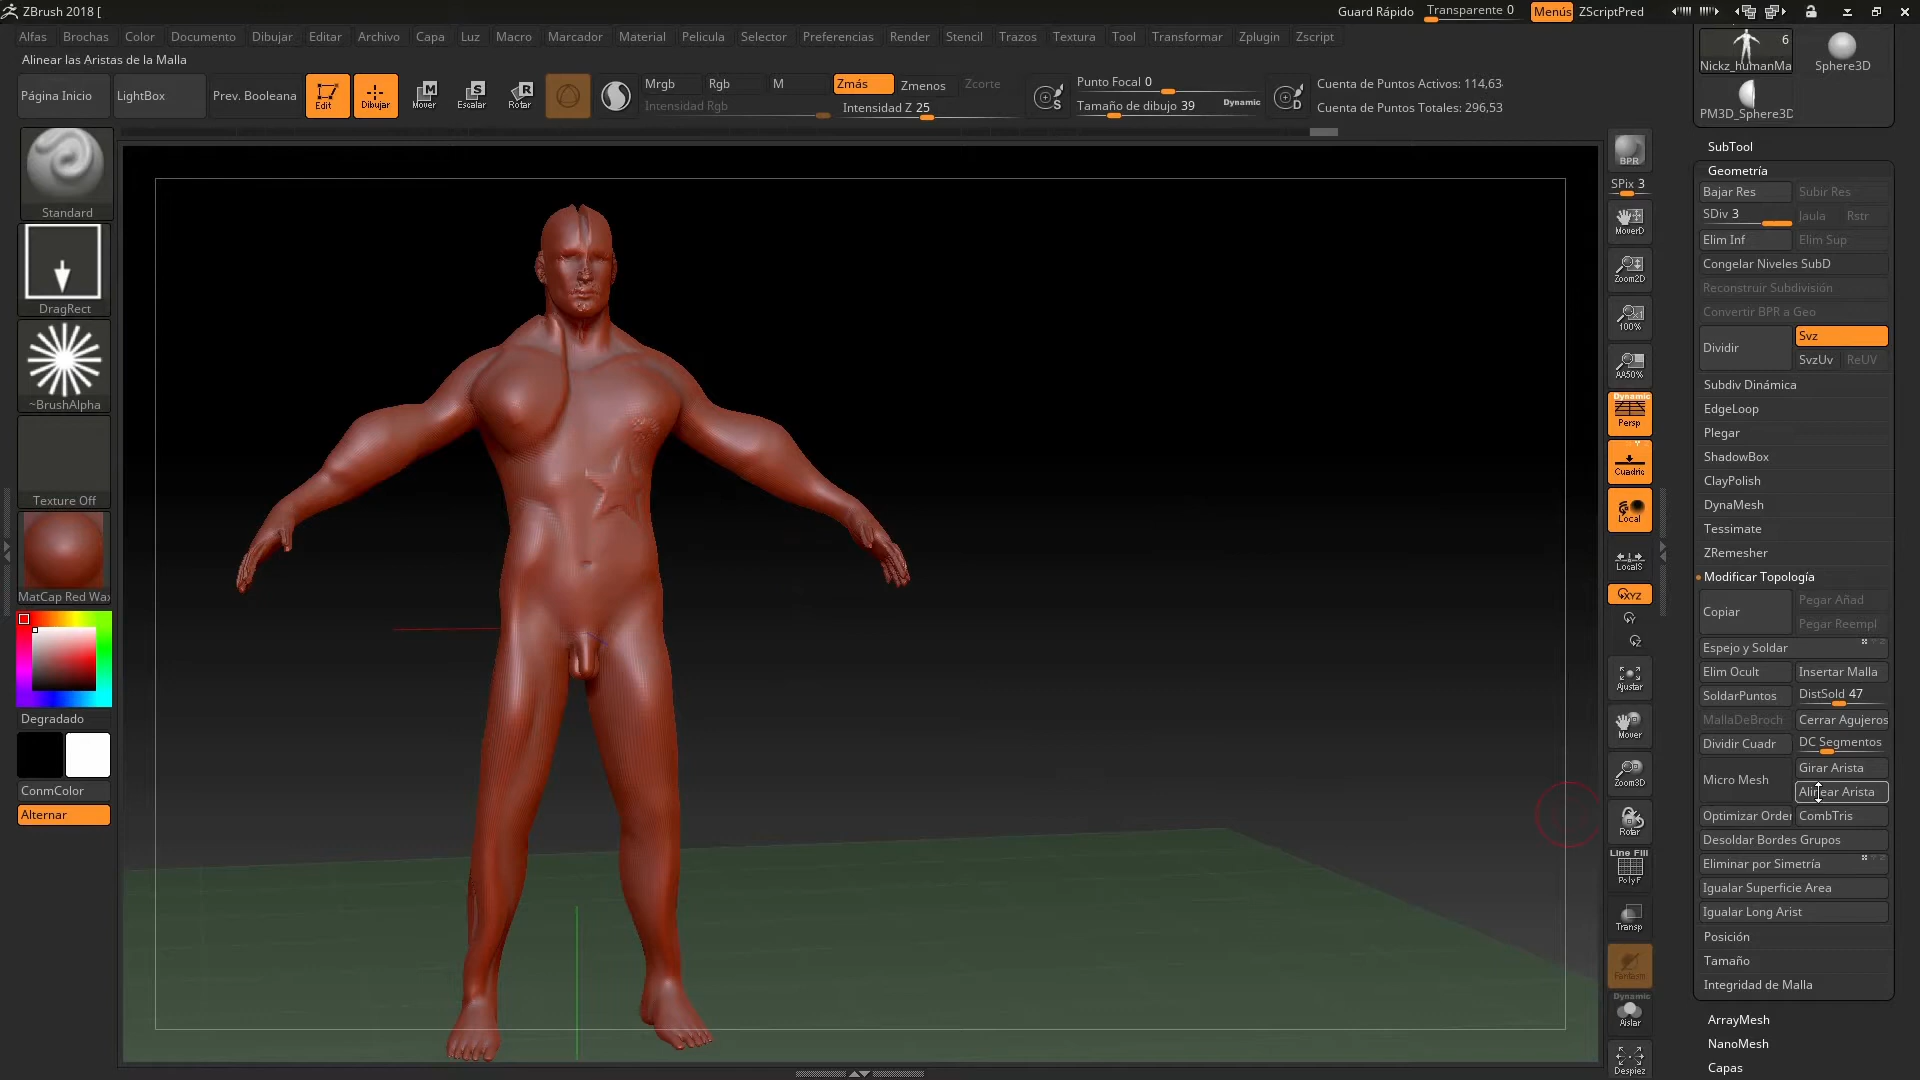 ZBrush 2018 [
Guard Rápido
Transparente 0
Menús
ZScriptPred
Alfas
Brochas
Color
Documento
Dibujar
Editar
Archivo
Capa
Luz
Macro
Marcador
Material
Pelicula
Selector
Preferencias
Render
Stencil
Trazos
Textura
Tool
Transformar
Zplugin
Zscript
Alinear las Aristas de la Malla
Página Inicio
LightBox
Prev. Booleana
Edit
Dibujar
Mover
Escalar
Rotar
Mrgb
Rgb
M
Intensidad Rgb
Zmás
Zmenos
Zcorte
Intensidad Z 25
Punto Focal 0
Tamaño de dibujo 39
Dynamic
Cuenta de Puntos Activos: 114,63
Cuenta de Puntos Totales: 296,53
Standard
DragRect
~BrushAlpha
Texture Off
MatCap Red Wax
Degradado
ConmColor
Alternar
BPR
SPix 3
MoverD
Zoom2D
100%
AA50%
Dynamic
Persp
Cuadric
Local
LocalS
XYZ
Ajustar
Mover
Zoom3D
Rotar
Line Fill
PolyF
Transp
Fantasm
Dynamic
Aislar
Despiez
6
Nickz_humanMa
Sphere3D
PM3D_Sphere3D
SubTool
Geometría
Bajar Res
Subir Res
SDiv 3
Jaula
Rstr
Elim Inf
Elim Sup
Congelar Niveles SubD
Reconstruir Subdivisión
Convertir BPR a Geo
Dividir
Svz
SvzUv
ReUV
Subdiv Dinámica
EdgeLoop
Plegar
ShadowBox
ClayPolish
DynaMesh
Tessimate
ZRemesher
Modificar Topología
Copiar
Pegar Añad
Pegar Reempl
Espejo y Soldar
Elim Ocult
Insertar Malla
SoldarPuntos
DistSold 47
MallaDeBroch
Cerrar Agujeros
Dividir Cuadr
DC Segmentos
Micro Mesh
Girar Arista
Alinear Arista
Optimizar Orden
CombTris
Desoldar Bordes Grupos
Eliminar por Simetría
Igualar Superficie Area
Igualar Long Arist
Posición
Tamaño
Integridad de Malla
ArrayMesh
NanoMesh
Capas